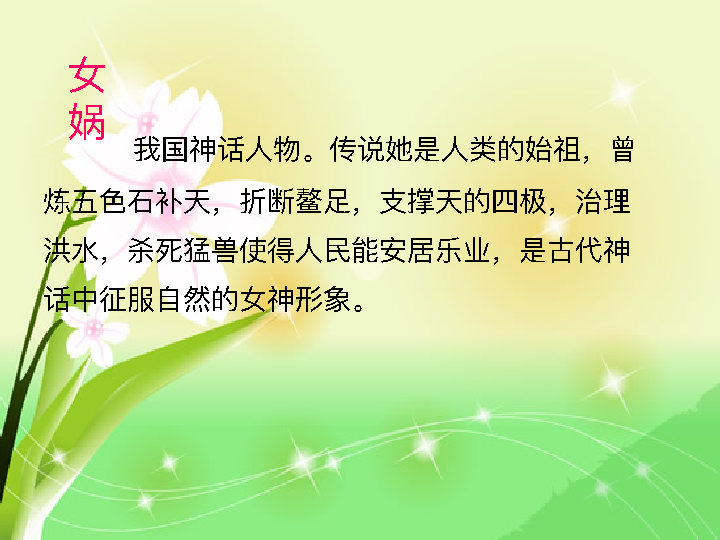 女
娲
我国神话人物。传说她是人类的始祖，曾
炼五色石补天，折断鳌足，支撑天的四极，治理
洪水，杀死猛兽使得人民能安居乐业，是古代神
话中征服自然的女神形象。